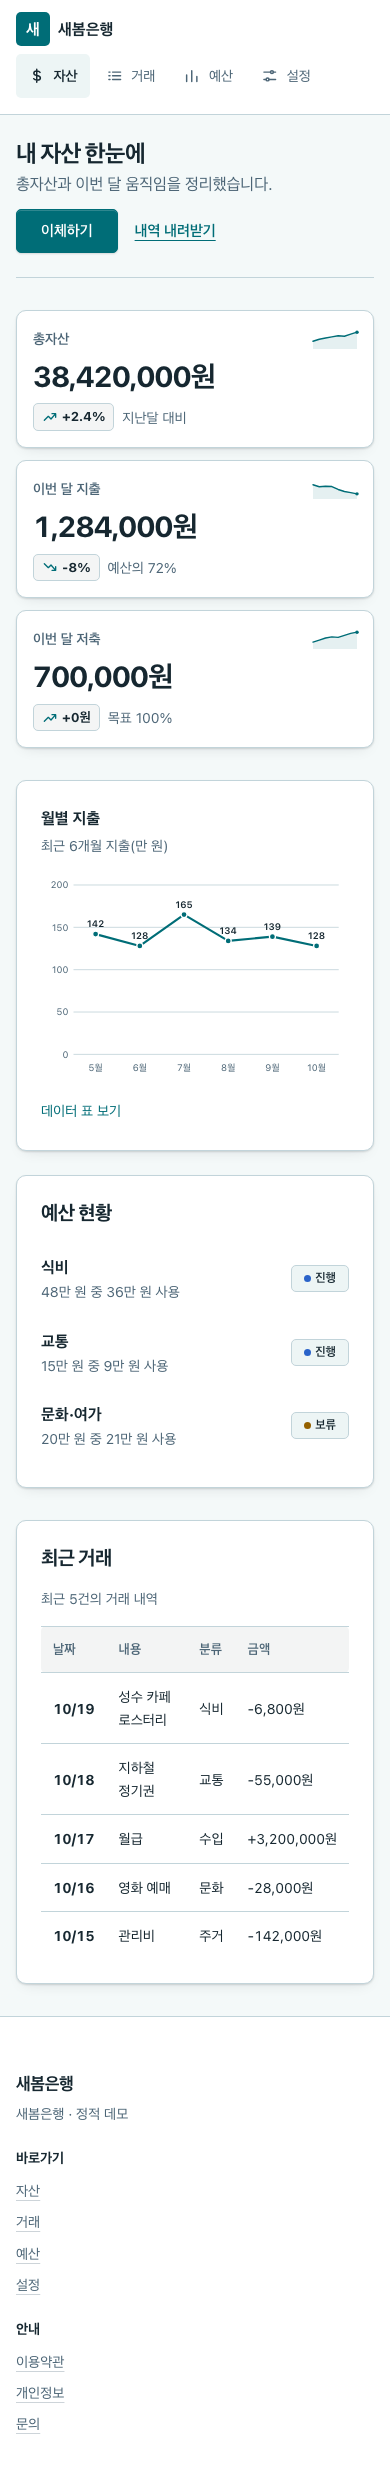 새 새봄은행
자산 거래 예산 설정
내 자산 한눈에
총자산과 이번 달 움직임을 정리했습니다.
이체하기 내역 내려받기
총자산
38,420,000원
+2.4% 지난달 대비
이번 달 지출
1,284,000원
-8% 예산의 72%
이번 달 저축
700,000원
+0원 목표 100%
월별 지출
최근 6개월 지출(만 원)
200
150
100
50
0
142 128 165 134 139 128
5월 6월 7월 8월 9월 10월
데이터 표 보기
예산 현황
식비
48만 원 중 36만 원 사용
진행
교통
15만 원 중 9만 원 사용
진행
문화·여가
20만 원 중 21만 원 사용
보류
최근 거래
최근 5건의 거래 내역
날짜 내용 분류 금액
10/19 성수 카페 로스터리 식비 -6,800원
10/18 지하철 정기권 교통 -55,000원
10/17 월급 수입 +3,200,000원
10/16 영화 예매 문화 -28,000원
10/15 관리비 주거 -142,000원
새봄은행
새봄은행 · 정적 데모
바로가기
자산
거래
예산
설정
안내
이용약관
개인정보
문의